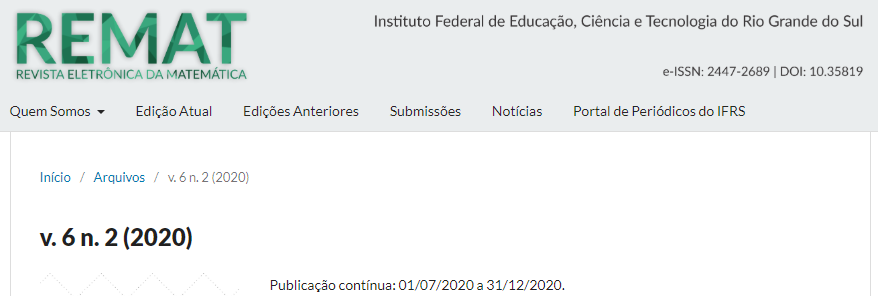 REMAT
REVISTA ELETRÔNICA DA MATEMÁTICA
Instituto Federal de Educação, Ciência e Tecnologia do Rio Grande do Sul
e-ISSN: 2447-2689 | DOI: 10.35819
Quem Somos Edição Atual Edições Anteriores Submissões Notícias Portal de Periódicos do IFRS
Início / Arquivos / v. 6 n. 2 (2020)
v. 6 n. 2 (2020)
Publicação contínua: 01/07/2020 a 31/12/2020.